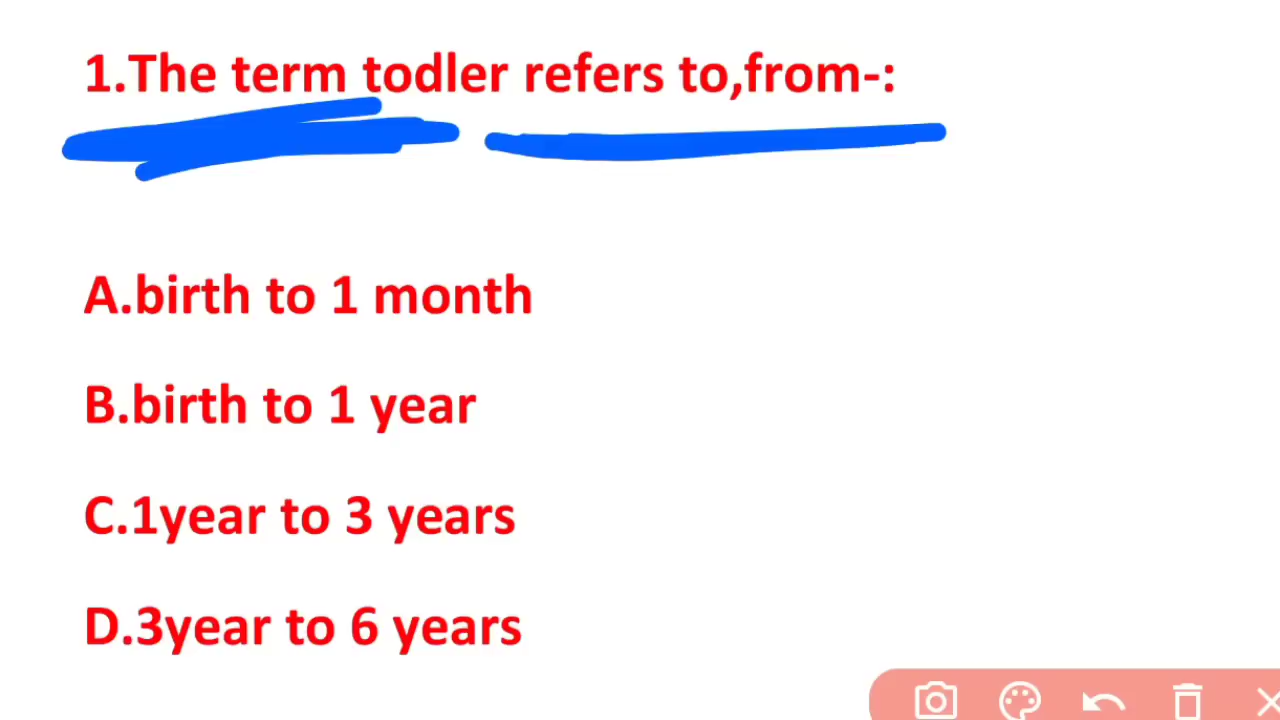 1.The term todler refers to,from-:
A.birth to 1 month
B.birth to 1 year
C.1year to 3 years
D.3year to 6 years